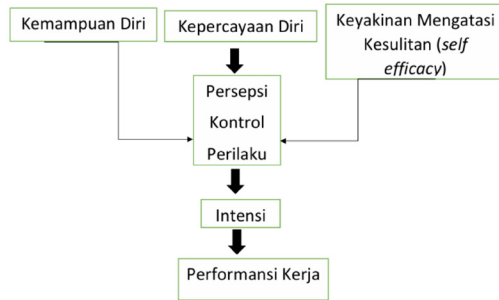 Kemampuan Diri
Kepercayaan Diri
Keyakinan Mengatasi
Kesulitan (self
efficacy)
Persepsi
Kontrol
Perilaku
Intensi
Performansi Kerja